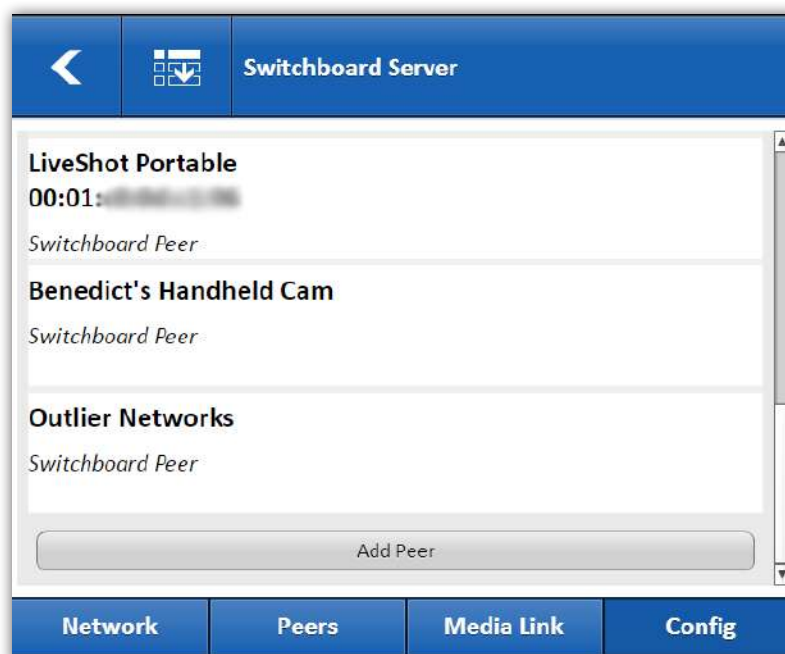 Switchboard Server
LiveShot Portable
00:01:
Switchboard Peer
Benedict's Handheld Cam
Switchboard Peer
Outlier Networks
Switchboard Peer
Add Peer
Network
Peers
Media Link
Config